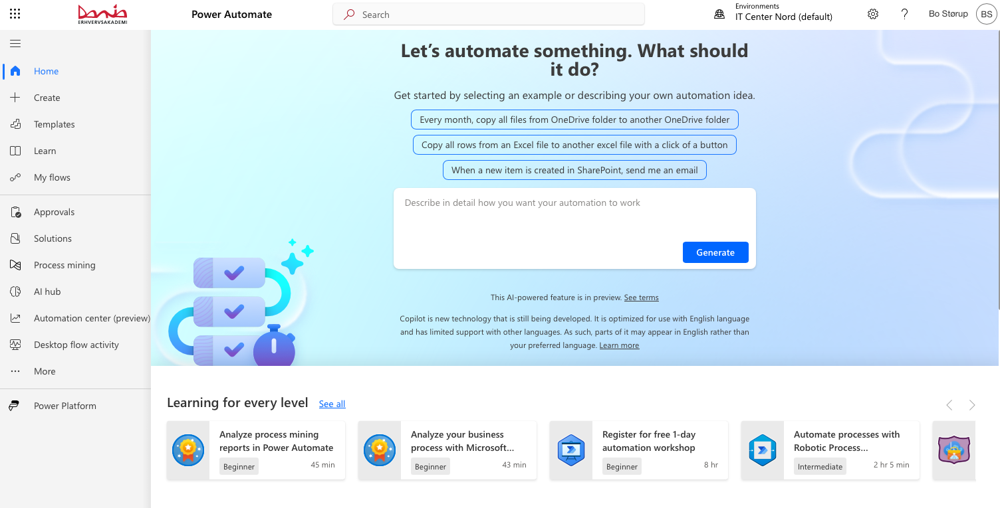 Dania
ERHVERVSAKADEMI
Power Automate
Search
Environments
IT Center Nord (default)
?
Bo Størup
BS
Home
Create
Templates
Learn
My flows
Approvals
Solutions
Process mining
AI hub
Automation center (preview)
Desktop flow activity
More
Power Platform
Let’s automate something. What should
it do?
Get started by selecting an example or describing your own automation idea.
Every month, copy all files from OneDrive folder to another OneDrive folder
Copy all rows from an Excel file to another excel file with a click of a button
When a new item is created in SharePoint, send me an email
Describe in detail how you want your automation to work
Generate
This AI-powered feature is in preview. See terms
Copilot is new technology that is still being developed. It is optimized for use with English language
and has limited support with other languages. As such, parts of it may appear in English rather than
your preferred language. Learn more
Learning for every level See all
Analyze process mining
reports in Power Automate
Beginner 45 min
Analyze your business
process with Microsoft...
Beginner 43 min
Register for free 1-day
automation workshop
Beginner 8 hr
Automate processes with
Robotic Process...
Intermediate 2 hr 5 min